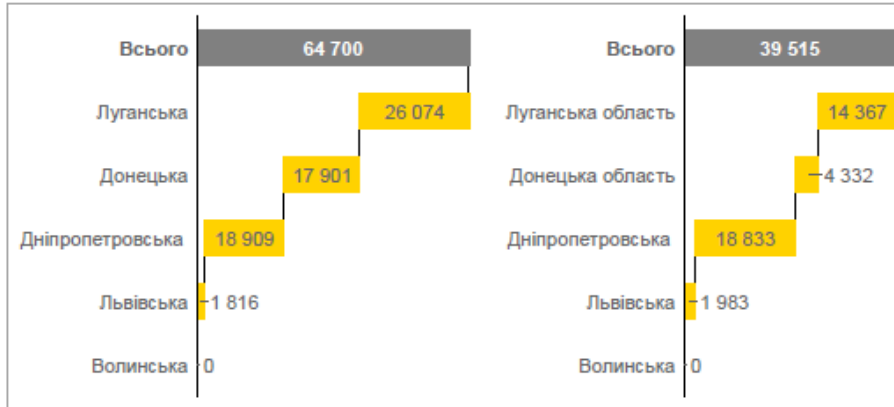 Всього 64 700
Луганська 26 074
Донецька 17 901
Дніпропетровська 18 909
Львівська 1 816
Волинська 0
Всього 39 515
Луганська область 14 367
Донецька область 4 332
Дніпропетровська 18 833
Львівська 1 983
Волинська 0